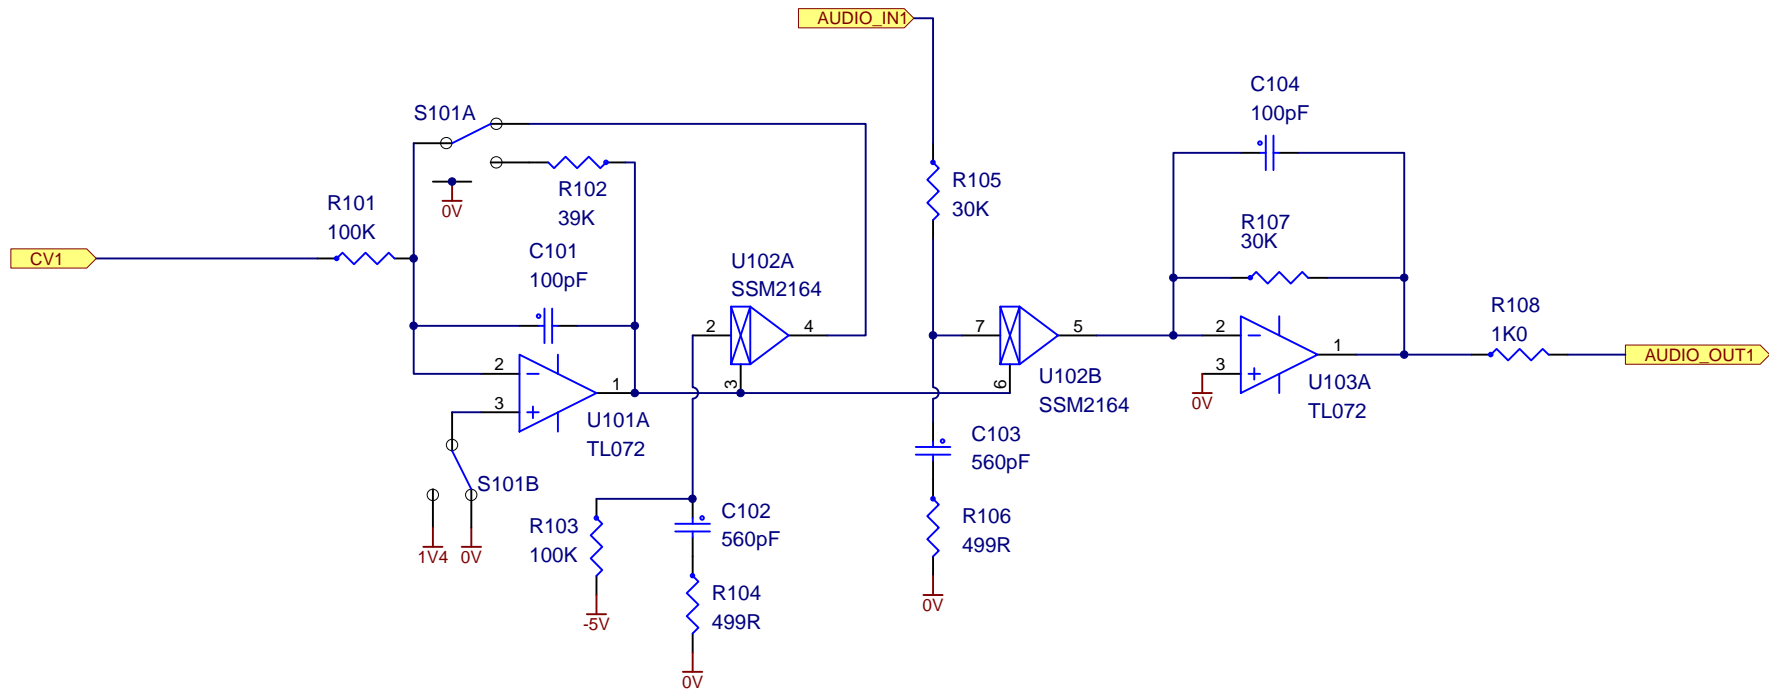 AUDIO_IN1
C104
100pF
S101A
R102
39K
0V
R101
100K
R105
30K
R107
30K
CV1
C101
100pF
U102A
SSM2164
R108
1K0
2
4
3
7
5
6
2
3
1
U102B
SSM2164
0V
U103A
TL072
AUDIO_OUT1
2
3
1
U101A
TL072
S101B
1V4
0V
R103
100K
-5V
C102
560pF
R104
499R
0V
C103
560pF
R106
499R
0V